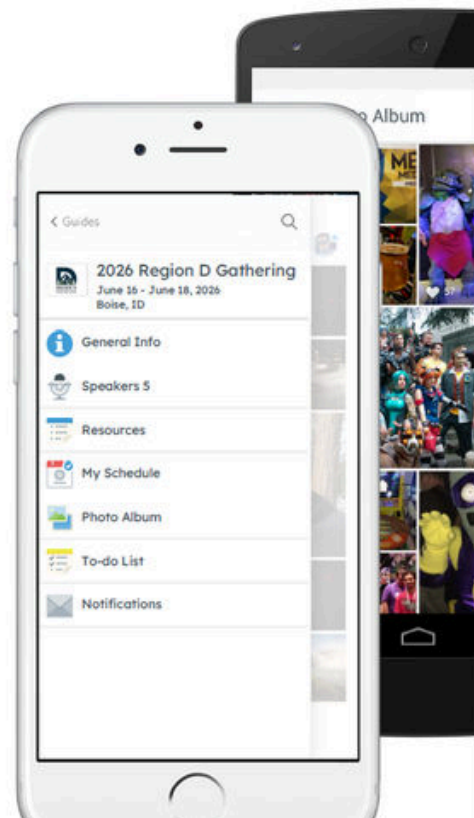 Album
ME
< Guides
2026 Region D Gathering
June 16 - June 18, 2026
Boise, ID
General Info
Speakers 5
Resources
My Schedule
Photo Album
To-do List
Notifications